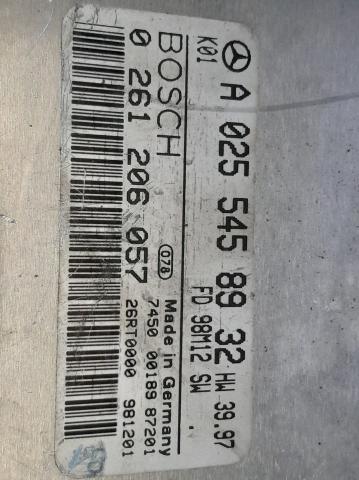 A 025 545 89 32 HW 39.97
K01 FD 98M12 SW .
BOSCH 078 Made in Germany
0 261 206 057 7450 00189 87201
26RT0000 981201